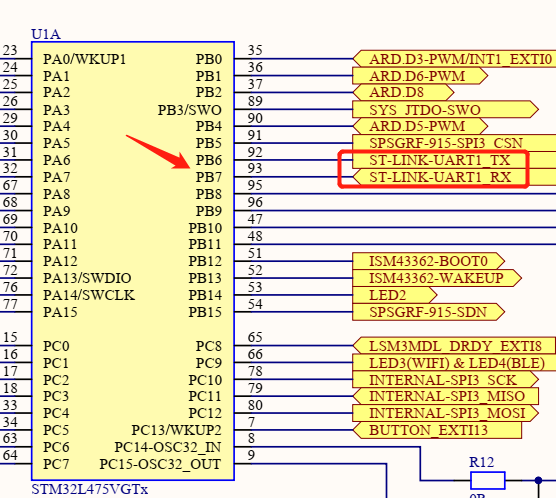 U1A
23 PA0/WKUP1 PB0 35 ARD.D3-PWM/INT1_EXTI0
24 PA1 PB1 36 ARD.D6-PWM
25 PA2 PB2 37 ARD.D8
26 PA3 PB3/SWO 89 SYS_JTDO-SWO
29 PA4 PB4 90 ARD.D5-PWM
30 PA5 PB5 91 SPSGRF-915-SPI3_CSN
31 PA6 PB6 92 ST-LINK-UART1_TX
32 PA7 PB7 93 ST-LINK-UART1_RX
67 PA8 PB8 95
68 PA9 PB9 96
69 PA10 PB10 47
70 PA11 PB11 48
71 PA12 PB12 51 ISM43362-BOOT0
72 PA13/SWDIO PB13 52 ISM43362-WAKEUP
76 PA14/SWCLK PB14 53 LED2
77 PA15 PB15 54 SPSGRF-915-SDN
15 PC0 PC8 65 LSM3MDL_DRDY_EXTI8
16 PC1 PC9 66 LED3(WIFI) & LED4(BLE)
17 PC2 PC10 78 INTERNAL-SPI3_SCK
18 PC3 PC11 79 INTERNAL-SPI3_MISO
33 PC4 PC12 80 INTERNAL-SPI3_MOSI
34 PC5 PC13/WKUP2 7 BUTTON_EXTI13
63 PC6 PC14-OSC32_IN 8
64 PC7 PC15-OSC32_OUT 9
R12
STM32L475VGTx
0R